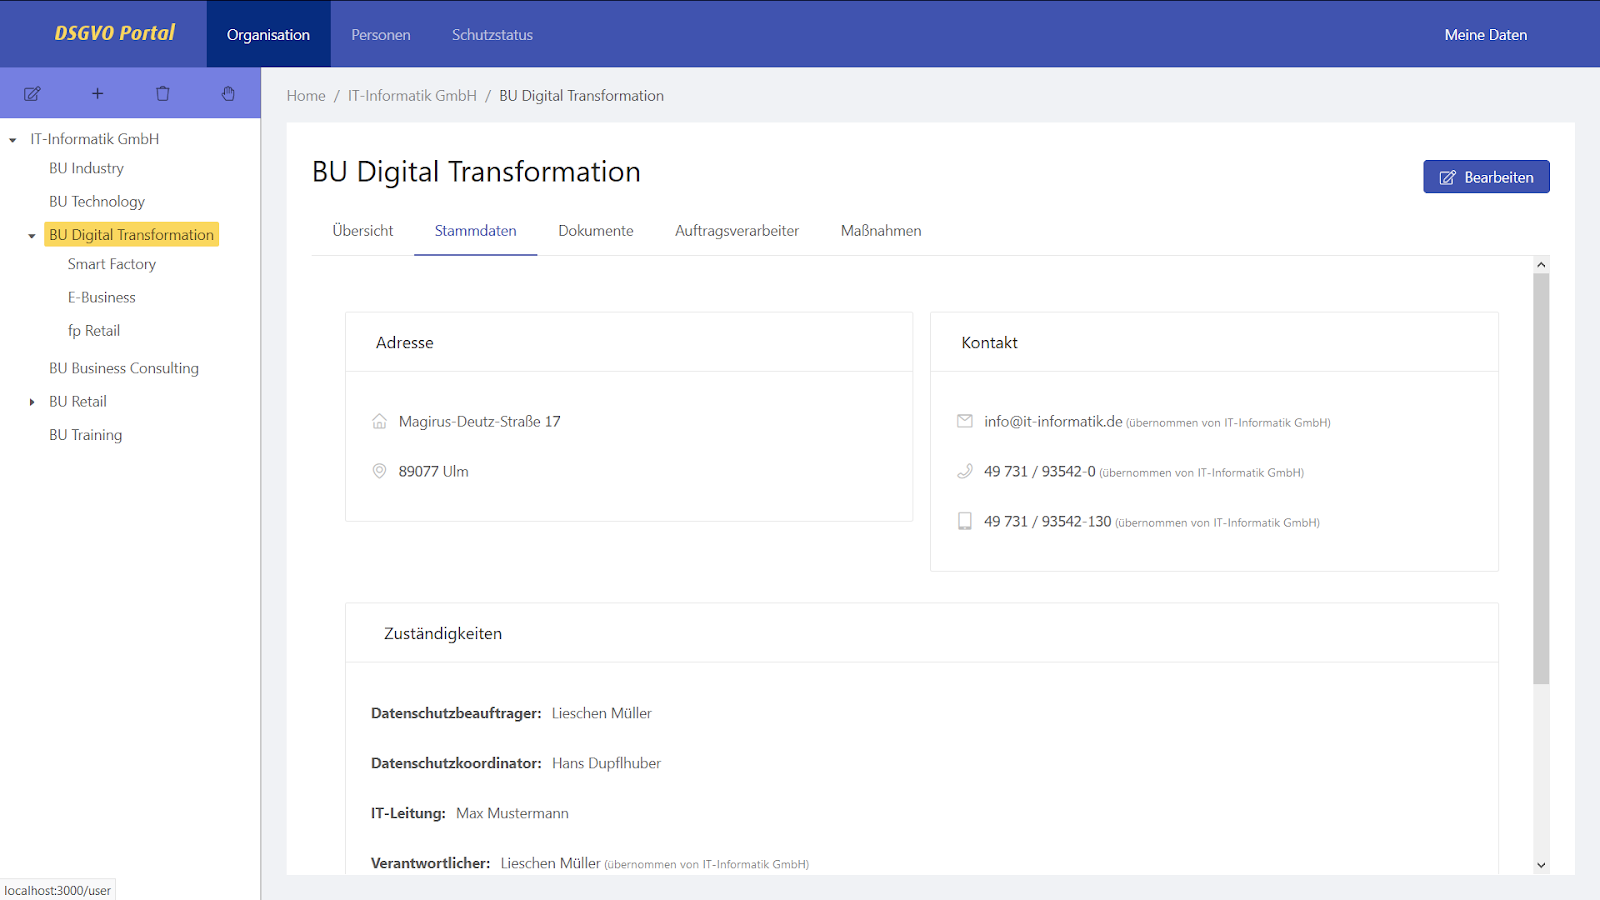 DSGVO Portal
Organisation
Personen
Schutzstatus
Meine Daten
IT-Informatik GmbH
BU Industry
BU Technology
BU Digital Transformation
Smart Factory
E-Business
fp Retail
BU Business Consulting
BU Retail
BU Training
localhost:3000/user
Home / IT-Informatik GmbH / BU Digital Transformation
BU Digital Transformation
Bearbeiten
Übersicht
Stammdaten
Dokumente
Auftragsverarbeiter
Maßnahmen
Adresse
Magirus-Deutz-Straße 17
89077 Ulm
Kontakt
info@it-informatik.de (übernommen von IT-Informatik GmbH)
49 731 / 93542-0 (übernommen von IT-Informatik GmbH)
49 731 / 93542-130 (übernommen von IT-Informatik GmbH)
Zuständigkeiten
Datenschutzbeauftrager: Lieschen Müller
Datenschutzkoordinator: Hans Dupflhuber
IT-Leitung: Max Mustermann
Verantwortlicher: Lieschen Müller (übernommen von IT-Informatik GmbH)